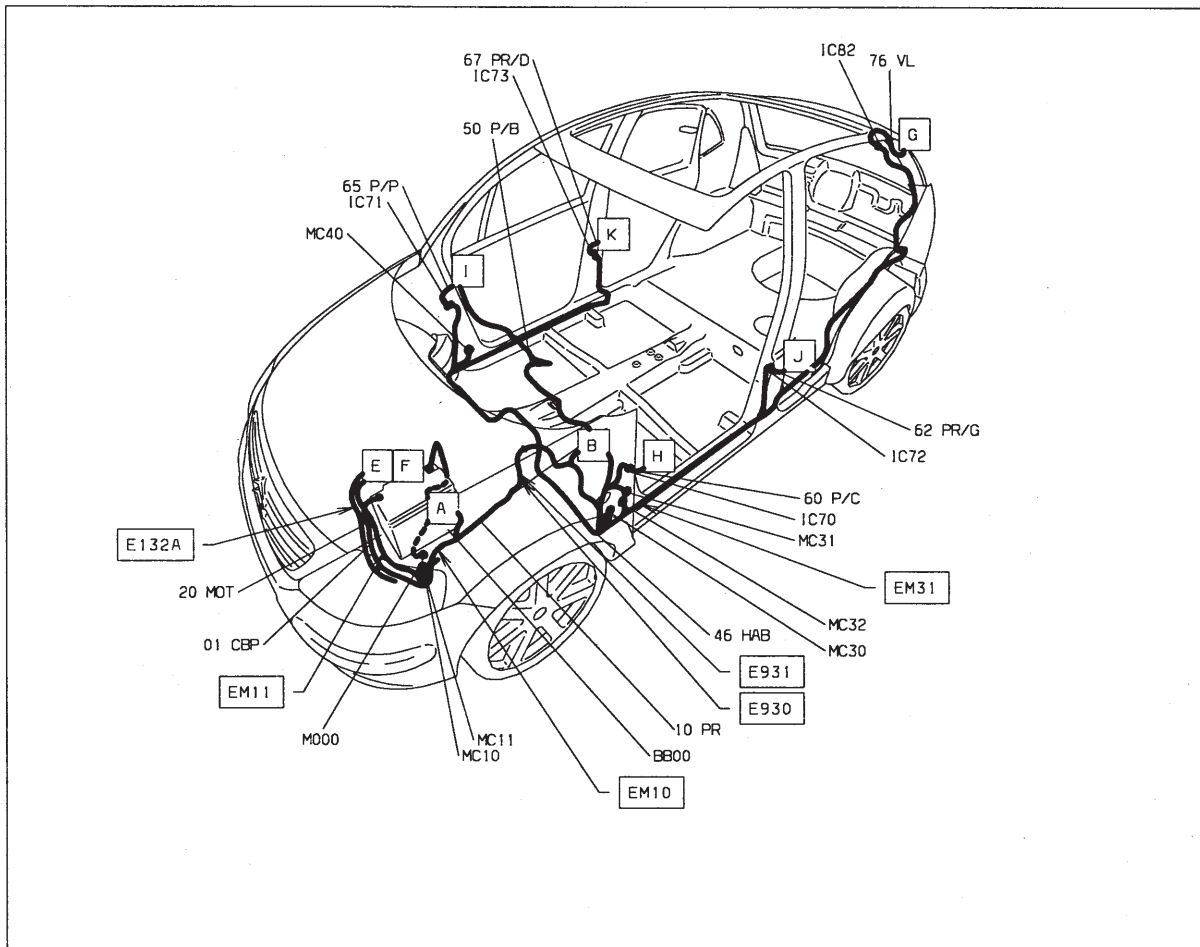 IC82
76 VL
67 PR/D
IC73
50 P/B
G
65 P/P
IC71
MC40
K
I
J
62 PR/G
IC72
B
H
E
F
60 P/C
A
IC70
E132A
MC31
EM31
20 MOT
MC32
46 HAB
01 CBP
MC30
E931
EM11
E930
10 PR
M000
MC11
MC10
BB00
EM10